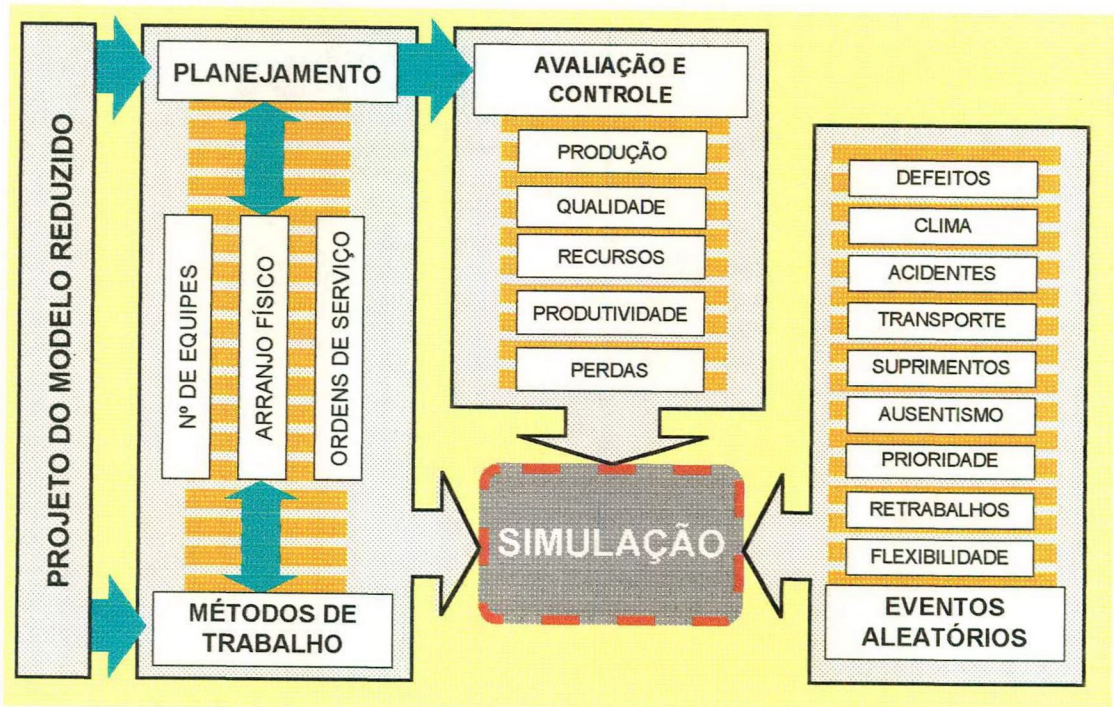 PROJETO DO MODELO REDUZIDO
PLANEJAMENTO
Nº DE EQUIPES
ARRANJO FÍSICO
ORDENS DE SERVIÇO
MÉTODOS DE
TRABALHO
AVALIAÇÃO E
CONTROLE
PRODUÇÃO
QUALIDADE
RECURSOS
PRODUTIVIDADE
PERDAS
SIMULAÇÃO
DEFEITOS
CLIMA
ACIDENTES
TRANSPORTE
SUPRIMENTOS
AUSENTISMO
PRIORIDADE
RETRABALHOS
FLEXIBILIDADE
EVENTOS
ALEATÓRIOS